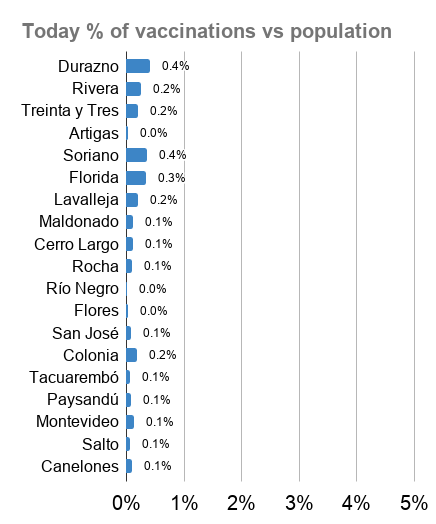 Today % of vaccinations vs population
Durazno 0.4%
Rivera 0.2%
Treinta y Tres 0.2%
Artigas 0.0%
Soriano 0.4%
Florida 0.3%
Lavalleja 0.2%
Maldonado 0.1%
Cerro Largo 0.1%
Rocha 0.1%
Río Negro 0.0%
Flores 0.0%
San José 0.1%
Colonia 0.2%
Tacuarembó 0.1%
Paysandú 0.1%
Montevideo 0.1%
Salto 0.1%
Canelones 0.1%
0% 1% 2% 3% 4% 5%